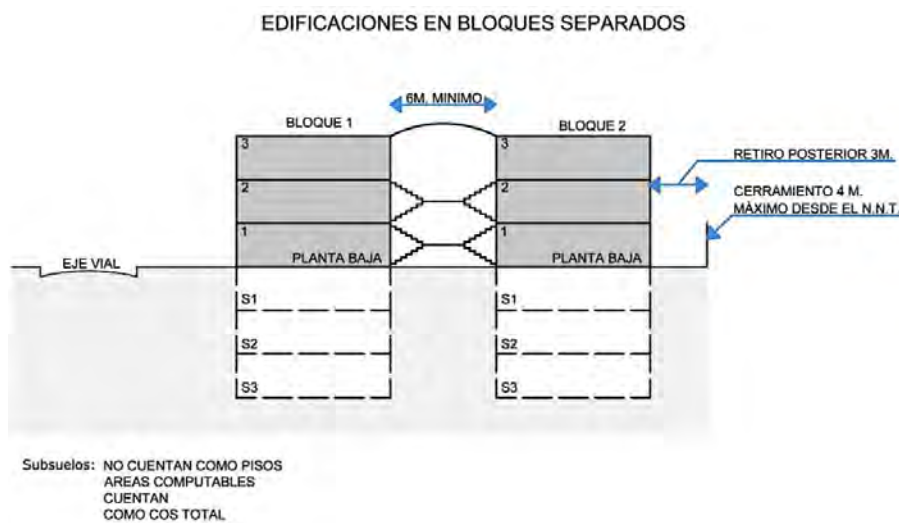 EDIFICACIONES EN BLOQUES SEPARADOS
6M. MINIMO
BLOQUE 1
BLOQUE 2
3
3
RETIRO POSTERIOR 3M.
2
2
CERRAMIENTO 4 M.
MÁXIMO DESDE EL N.N.T.
1
1
EJE VIAL
PLANTA BAJA
PLANTA BAJA
S1
S1
S2
S2
S3
S3
Subsuelos: NO CUENTAN COMO PISOS
AREAS COMPUTABLES
CUENTAN
COMO COS TOTAL